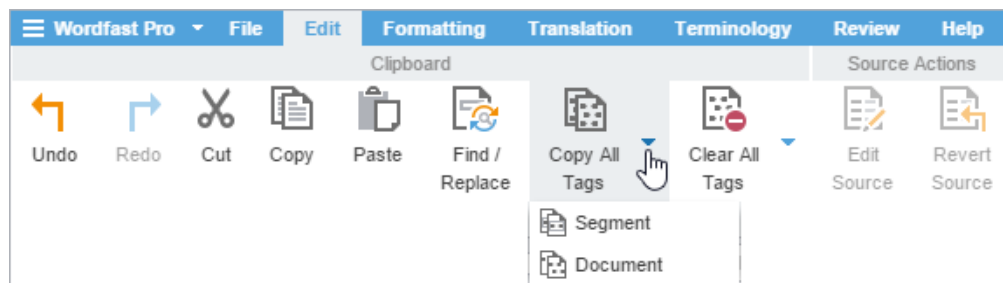 Wordfast Pro File Edit Formatting Translation Terminology Review Help
Clipboard Source Actions
Undo Redo Cut Copy Paste Find / Copy All Clear All Edit Revert
Replace Tags Tags Source Source
Segment
Document